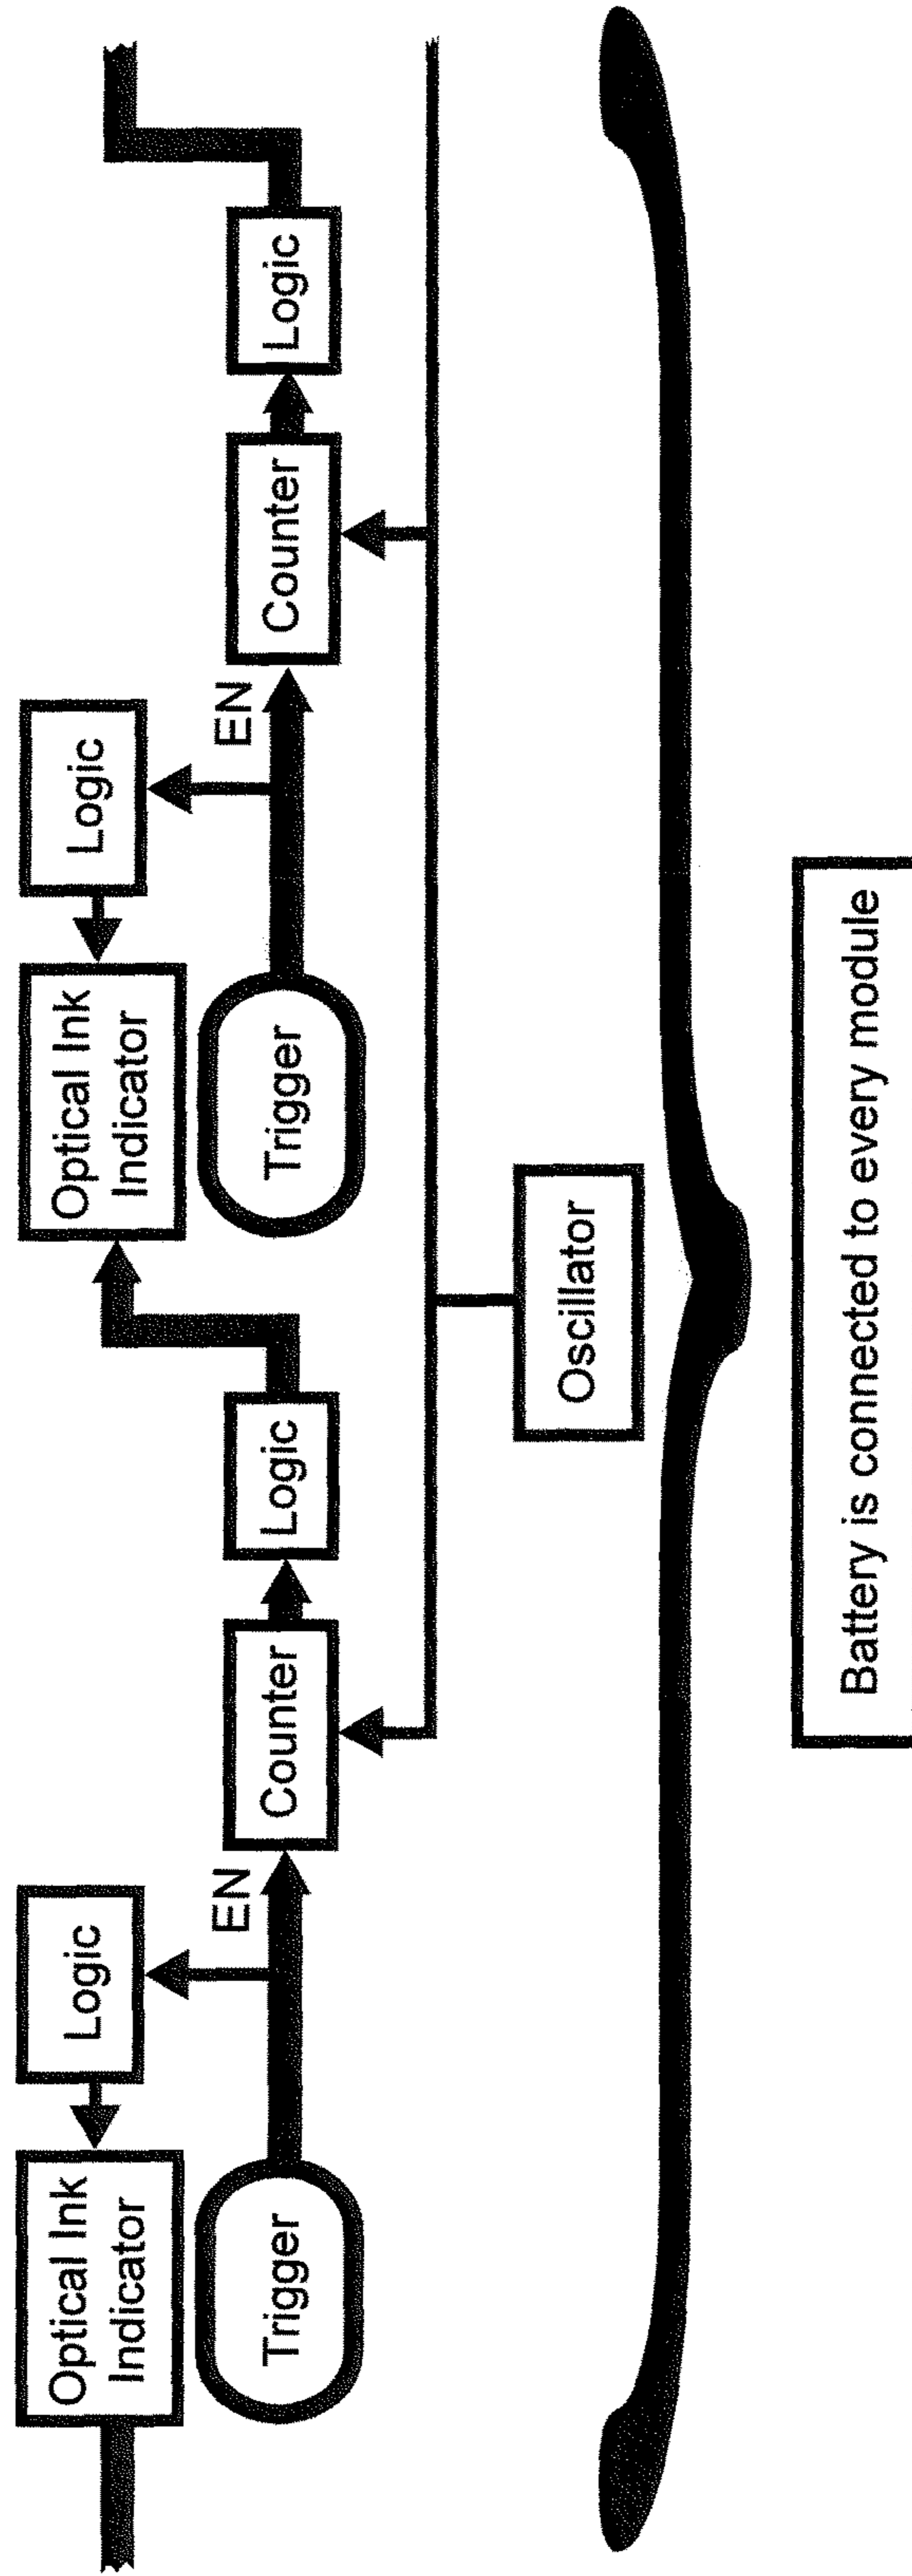 Optical Ink
Indicator
Logic
Trigger
EN
Counter
Logic
Optical Ink
Indicator
Logic
Trigger
EN
Counter
Logic
Oscillator
Battery is connected to every module